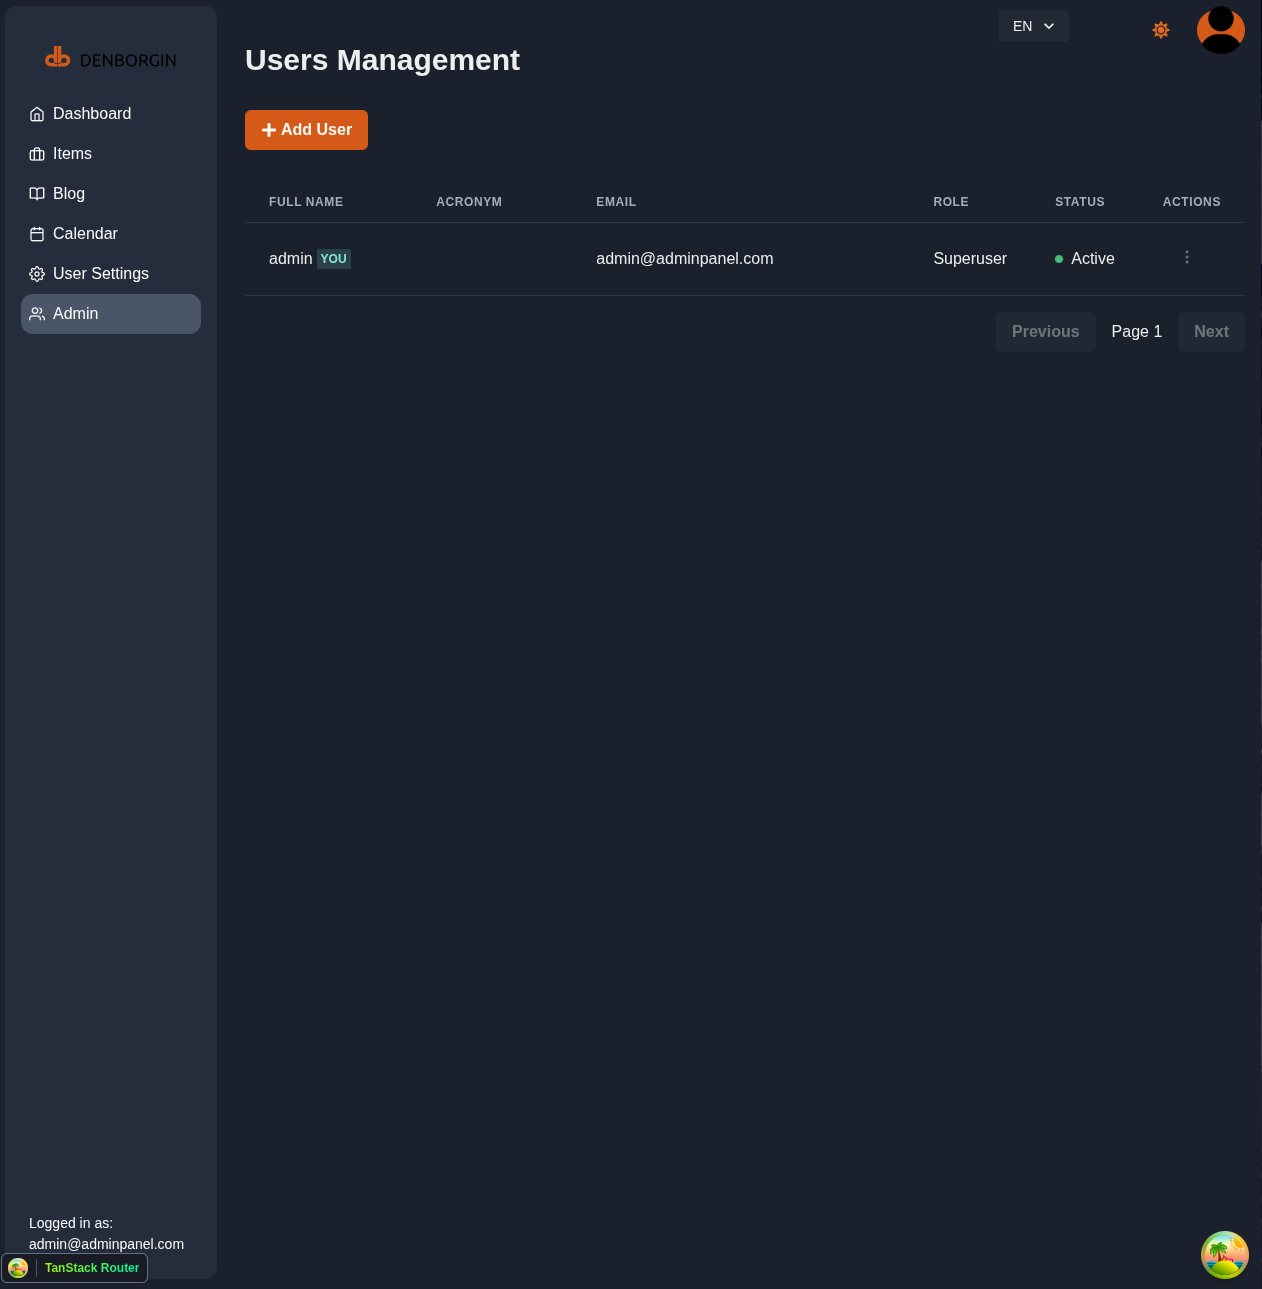 DENBORGIN
Dashboard
Items
Blog
Calendar
User Settings
Admin
Logged in as:
admin@adminpanel.com
TanStack Router
EN
Users Management
Add User
FULL NAME ACRONYM EMAIL ROLE STATUS ACTIONS
admin YOU admin@adminpanel.com Superuser Active
Previous Page 1 Next